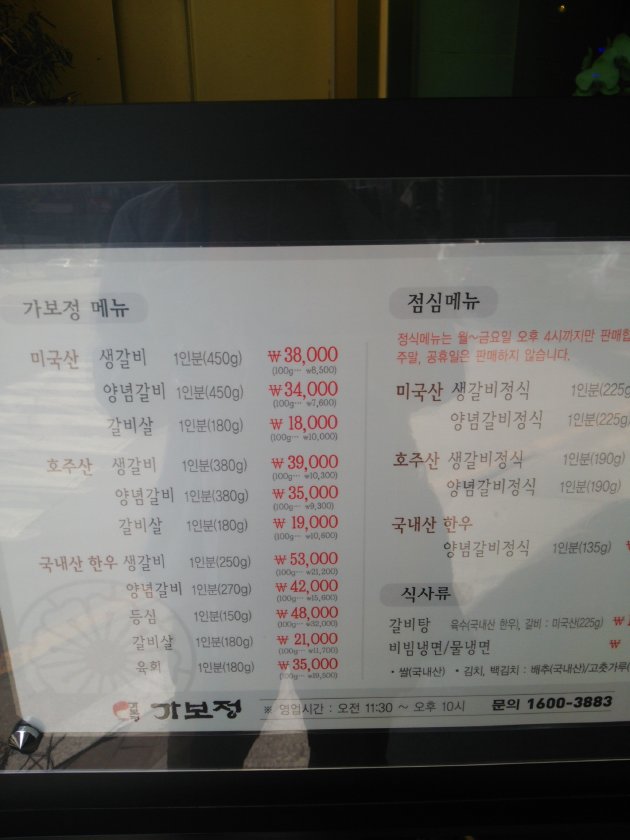 가보정 메뉴
미국산 생갈비 1인분(450g) ₩38,000
(100g… ₩8,500)
양념갈비 1인분(450g) ₩34,000
(100g… ₩7,600)
갈비살 1인분(180g) ₩18,000
(100g… ₩10,000)
호주산 생갈비 1인분(380g) ₩39,000
(100g… ₩10,300)
양념갈비 1인분(380g) ₩35,000
(100g… ₩9,300)
갈비살 1인분(180g) ₩19,000
(100g… ₩10,600)
국내산 한우 생갈비 1인분(250g) ₩53,000
(100g… ₩21,200)
양념갈비 1인분(270g) ₩42,000
(100g… ₩15,600)
등심 1인분(150g) ₩48,000
(100g… ₩32,000)
갈비살 1인분(180g) ₩21,000
(100g… ₩11,700)
육회 1인분(180g) ₩35,000
(100g… ₩19,500)
점심메뉴
정식메뉴는 월~금요일 오후 4시까지만 판매합
주말, 공휴일은 판매하지 않습니다.
미국산 생갈비정식 1인분(225g
양념갈비정식 1인분(225g)
호주산 생갈비정식 1인분(190g)
양념갈비정식 1인분(190g)
국내산 한우
양념갈비정식 1인분(135g) ₩
식사류
갈비탕 육수(국내산 한우), 갈비 : 미국산(225g) ₩
비빔냉면/물냉면 ₩
• 쌀(국내산) • 김치, 백김치 : 배추(국내산)/고춧가루(
가보정 ※ 영업시간 : 오전 11:30 ~ 오후 10시 문의 1600-3883